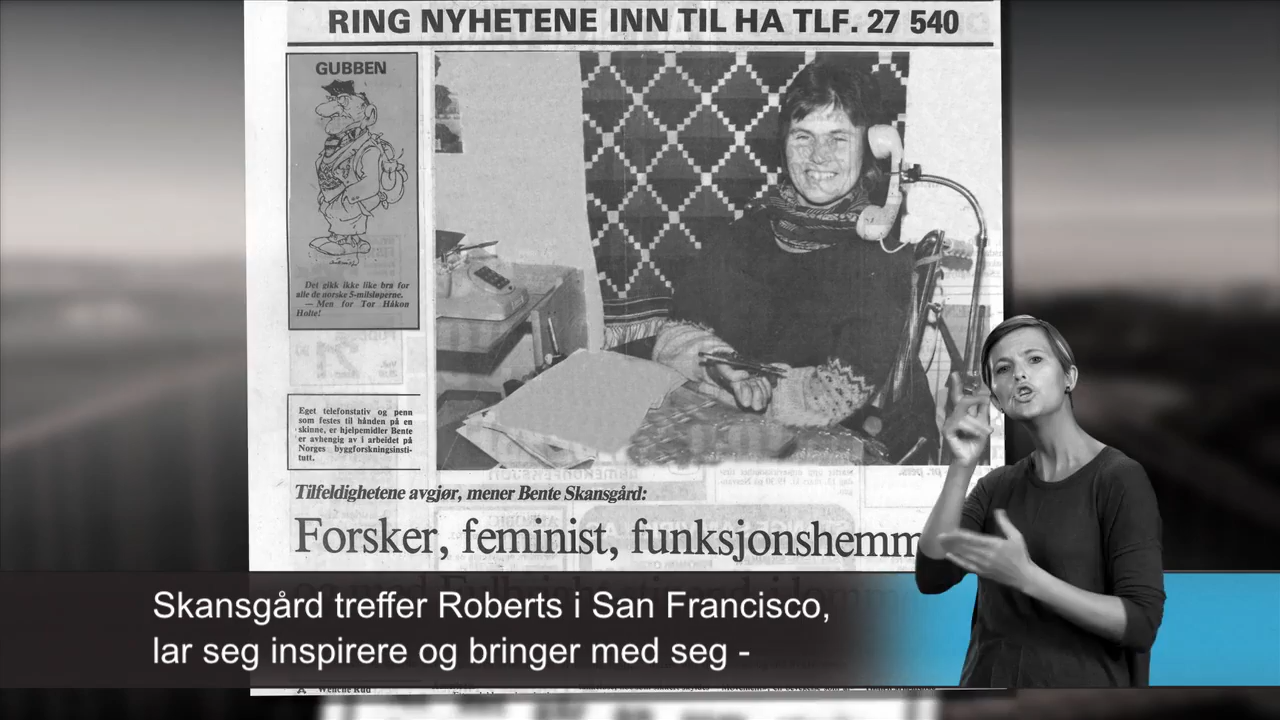 RING NYHETENE INN TIL HA TLF. 27 540
GUBBEN
Det gikk ikke like bra for
alle de norske 5-milsløperne.
— Men for Tor Håkon
Holte!
Eget telefonstativ og penn
som festes til hånden på en
skinne, er hjelpemidler Bente
er avhengig av i arbeidet på
Norges byggforskningsinsti-
tutt.
Tilfeldighetene avgjør, mener Bente Skansgård:
Forsker, feminist, funksjonshemm
Skansgård treffer Roberts i San Francisco,
lar seg inspirere og bringer med seg -
Wenche Rud